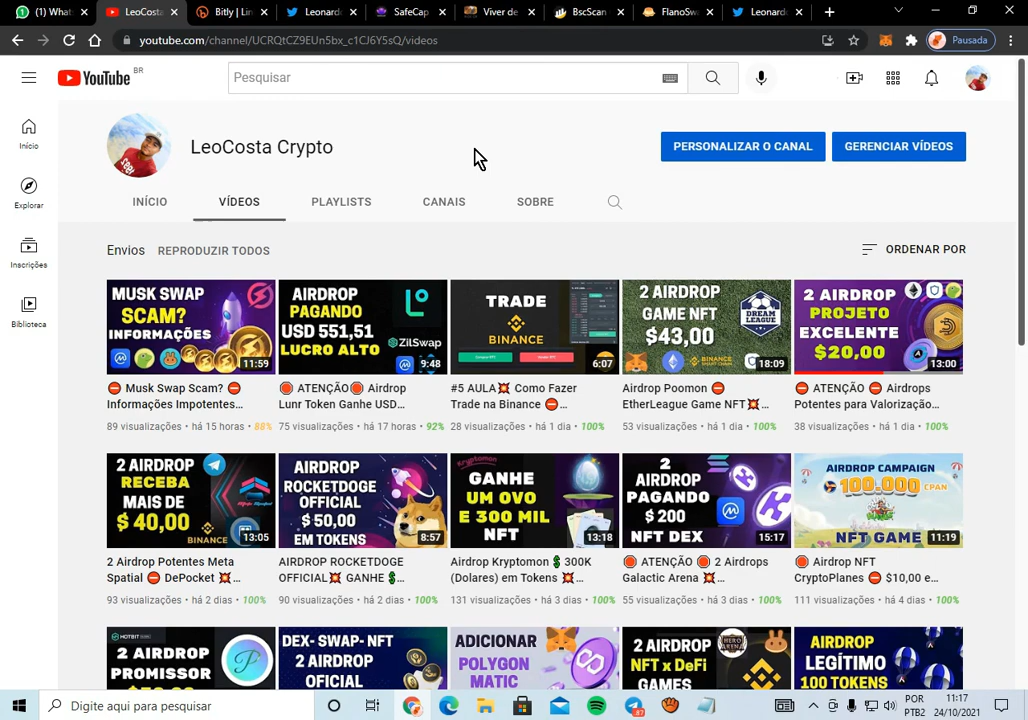 (1) Whats
LeoCost
Bitly | Lin
Leonard
SafeCap
Viver de
BscScan
FlanoSw
Leonard
youtube.com/channel/UCRQtCZ9EUn5bx_c1CJ6Y5sQ/videos
Pausada
YouTube BR
Pesquisar
Início
Explorar
Inscrições
Biblioteca
LeoCosta Crypto
PERSONALIZAR O CANAL
GERENCIAR VÍDEOS
INÍCIO
VÍDEOS
PLAYLISTS
CANAIS
SOBRE
Envios
REPRODUZIR TODOS
ORDENAR POR
MUSK SWAP
SCAM?
INFORMAÇÕES
11:59
AIRDROP
PAGANDO
USD 551,51
LUCRO ALTO
ZilSwap
9:48
TRADE
BINANCE
6:07
2 AIRDROP
GAME NFT
$43,00
DREAM
LEAGUE
BINANCE
18:09
2 AIRDROP
PROJETO
EXCELENTE
$20,00
13:00
⛔ Musk Swap Scam? ⛔
Informações Impotentes...
89 visualizações • há 15 horas • 88%
🛑 ATENÇÃO🛑 Airdrop
Lunr Token Ganhe USD...
75 visualizações • há 17 horas • 92%
#5 AULA💥 Como Fazer
Trade na Binance ⛔...
28 visualizações • há 1 dia • 100%
Airdrop Poomon ⛔
EtherLeague Game NFT💥...
53 visualizações • há 1 dia • 100%
⛔ ATENÇÃO ⛔ Airdrops
Potentes para Valorização...
38 visualizações • há 1 dia • 100%
2 AIRDROP
RECEBA
MAIS DE
$ 40,00
BINANCE
13:05
AIRDROP
ROCKETDOGE
OFFICIAL
$ 50,00
EM TOKENS
8:57
Kryptomon
GANHE
UM OVO
E 300 MIL
NFT
13:18
2
AIRDROP
PAGANDO
$ 200
NFT DEX
15:17
AIRDROP CAMPAIGN
100.000
CPAN
NFT GAME
11:19
2 Airdrop Potentes Meta
Spatial ⛔ DePocket 💥...
93 visualizações • há 2 dias • 100%
AIRDROP ROCKETDOGE
OFFICIAL💥 GANHE 💲...
90 visualizações • há 2 dias • 100%
Airdrop Kryptomon 💲300K
(Dolares) em Tokens 💥...
131 visualizações • há 3 dias • 100%
🛑 ATENÇÃO 🛑 2 Airdrops
Galactic Arena 💥...
55 visualizações • há 3 dias • 100%
🛑 Airdrop NFT
CryptoPlanes ⛔ $10,00 e...
111 visualizações • há 4 dias • 100%
HOTBIT
2 AIRDROP
PROMISSOR
DEX- SWAP- NFT
2 AIRDROP
OFICIAL
ADICIONAR
POLYGON
MATIC
2 AIRDROP
NFT x DeFi
GAMES
HERO
ARENA
AIRDROP
LEGÍTIMO
100 TOKENS
Digite aqui para pesquisar
POR
PTB2
11:17
24/10/2021